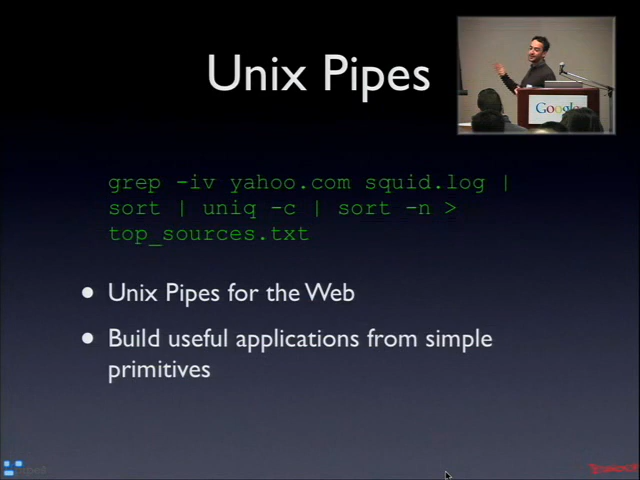 Unix Pipes
Google
grep -iv yahoo.com squid.log |
sort | uniq -c | sort -n >
top_sources.txt
• Unix Pipes for the Web
• Build useful applications from simple
primitives
YAHOO!